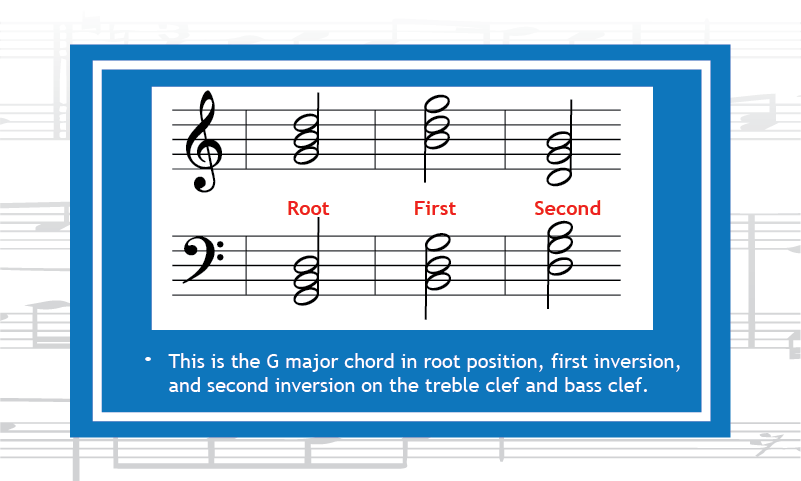 Root First Second
• This is the G major chord in root position, first inversion,
and second inversion on the treble clef and bass clef.